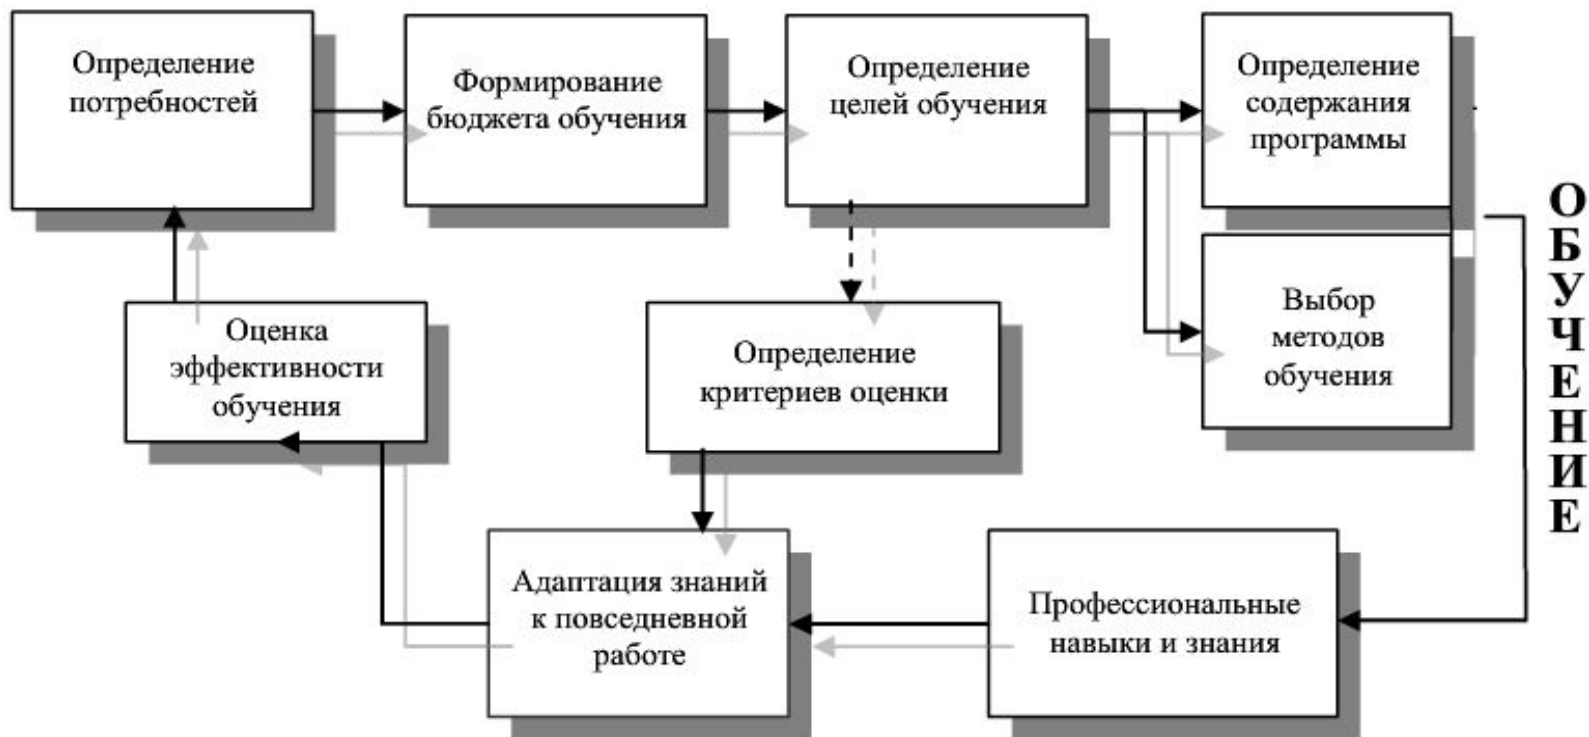 Определение
потребностей
Формирование
бюджета обучения
Определение
целей обучения
Определение
содержания
программы
ОБУЧЕНИЕ
Выбор
методов
обучения
Оценка
эффективности
обучения
Определение
критериев оценки
Адаптация знаний
к повседневной
работе
Профессиональные
навыки и знания